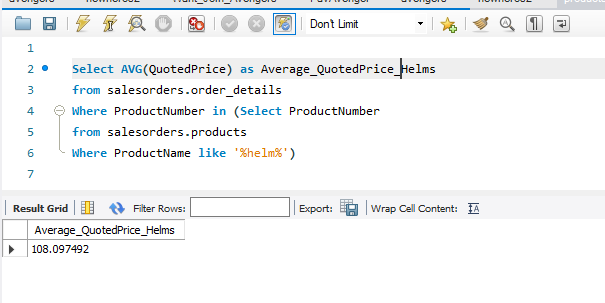 Don't Limit
1
2 Select AVG(QuotedPrice) as Average_QuotedPrice_Helms
3 from salesorders.order_details
4 Where ProductNumber in (Select ProductNumber
5 from salesorders.products
6 Where ProductName like '%helm%')
7
Result Grid Filter Rows: Export: Wrap Cell Content: IA
Average_QuotedPrice_Helms
108.097492